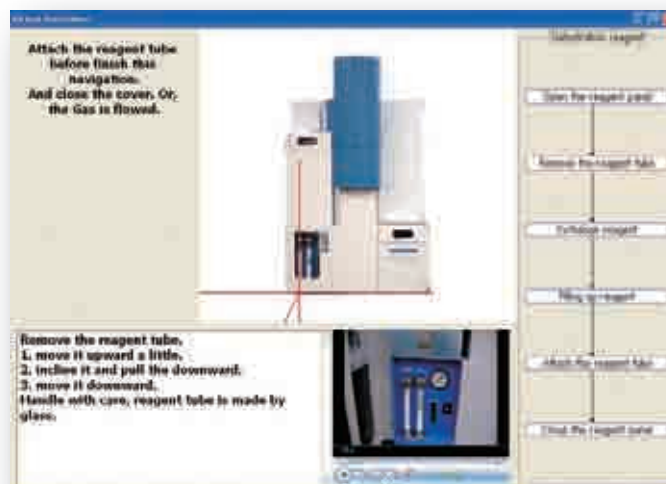 Attach the reagent tube
before finish this
navigation.
And close the cover. Or,
the Gas is flowed.
Dehydration reagent
Open the reagent panel
Remove the reagent tube
Exchange reagent
Filling up reagent
Attach the reagent tube
Close the reagent panel
Remove the reagent tube.
1. move it upward a little.
2. incline it and pull the downward.
3. move it downward.
Handle with care, reagent tube is made by
glass.